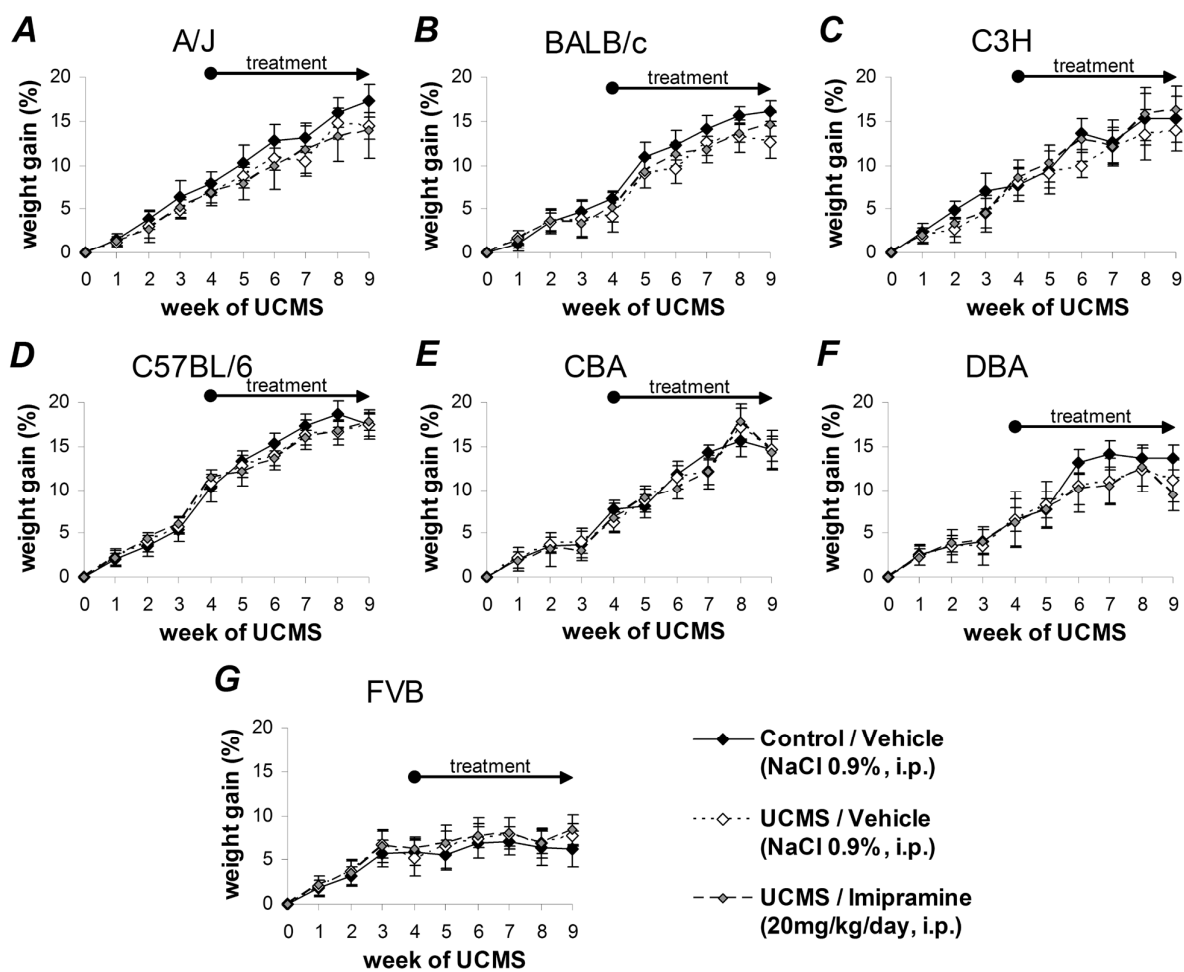 A
A/J
treatment
weight gain (%)
20
15
10
5
0
0 1 2 3 4 5 6 7 8 9
week of UCMS
B
BALB/c
treatment
weight gain (%)
20
15
10
5
0
0 1 2 3 4 5 6 7 8 9
week of UCMS
C
C3H
treatment
weight gain (%)
20
15
10
5
0
0 1 2 3 4 5 6 7 8 9
week of UCMS
D
C57BL/6
treatment
weight gain (%)
20
15
10
5
0
0 1 2 3 4 5 6 7 8 9
week of UCMS
E
CBA
treatment
weight gain (%)
20
15
10
5
0
0 1 2 3 4 5 6 7 8 9
week of UCMS
F
DBA
treatment
weight gain (%)
20
15
10
5
0
0 1 2 3 4 5 6 7 8 9
week of UCMS
G
FVB
treatment
weight gain (%)
20
15
10
5
0
0 1 2 3 4 5 6 7 8 9
week of UCMS
Control / Vehicle
(NaCl 0.9%, i.p.)
UCMS / Vehicle
(NaCl 0.9%, i.p.)
UCMS / Imipramine
(20mg/kg/day, i.p.)